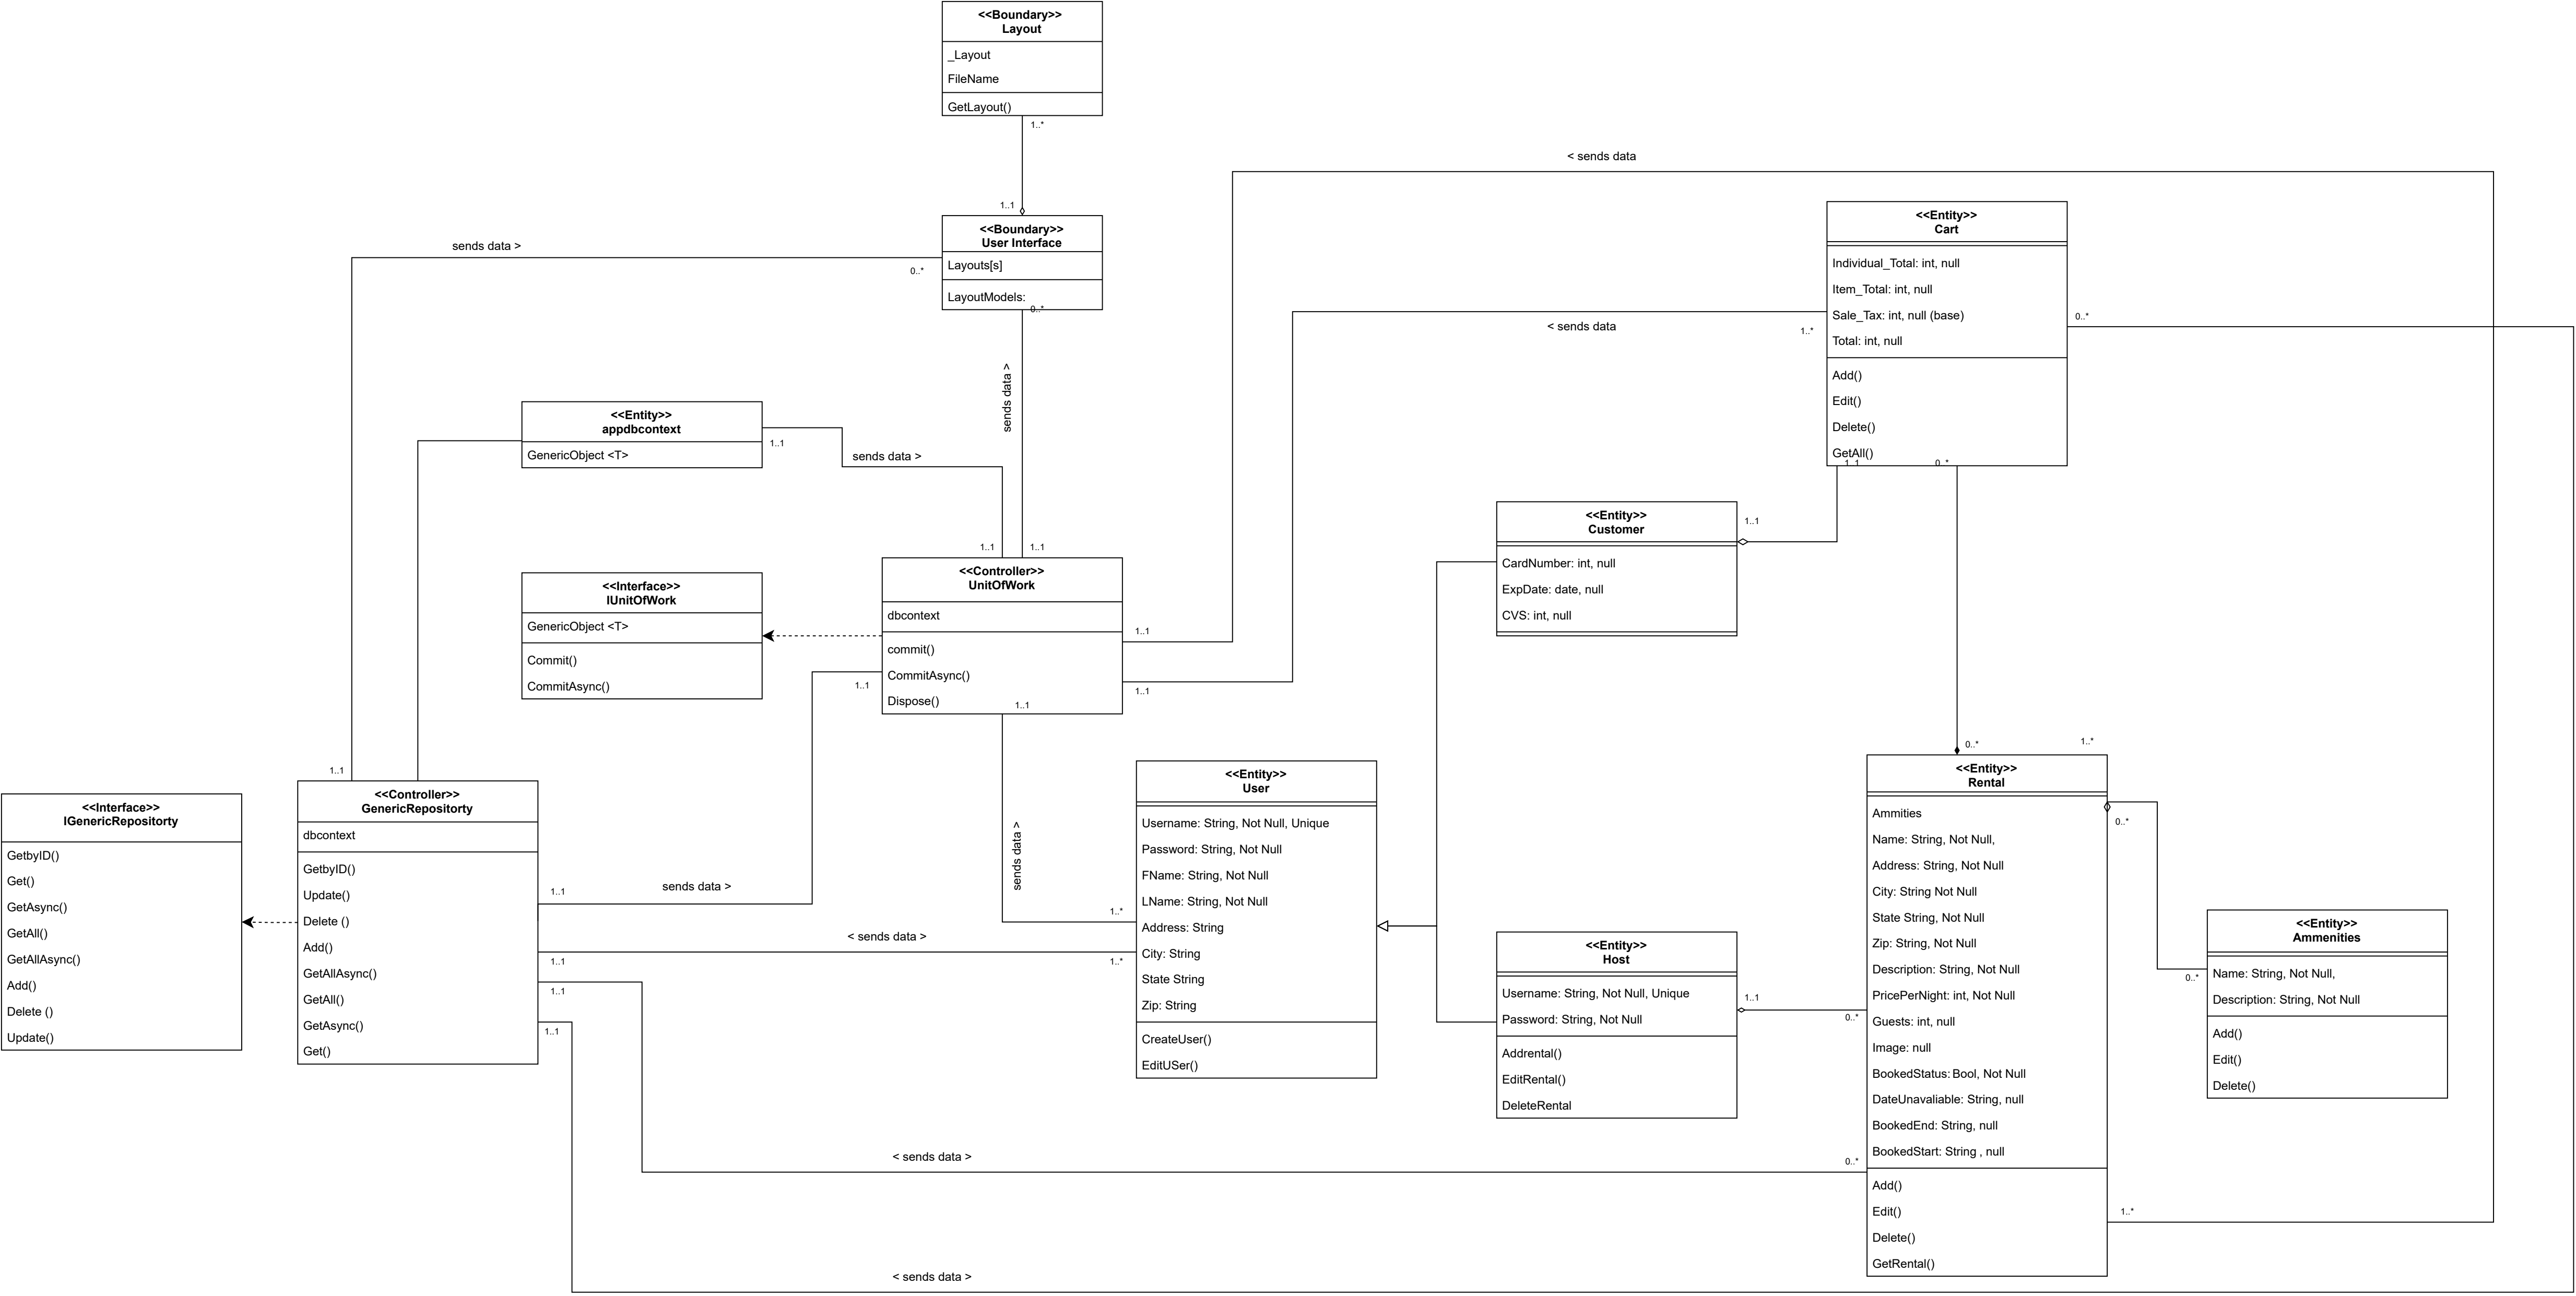 <<Boundary>>
Layout
_Layout
FileName
GetLayout()
1..*
1..1
<<Boundary>>
User Interface
Layouts[s]
LayoutModels:
0..*
sends data >
0..*
1..1
< sends data
< sends data
<<Entity>>
Cart
Individual_Total: int, null
Item_Total: int, null
Sale_Tax: int, null (base)
Total: int, null
Add()
Edit()
Delete()
GetAll()
1..*
0..*
1..1
0..*
<<Entity>>
appdbcontext
GenericObject <T>
1..1
sends data >
sends data >
1..1
1..1
<<Interface>>
IUnitOfWork
GenericObject <T>
Commit()
CommitAsync()
<<Controller>>
UnitOfWork
dbcontext
commit()
CommitAsync()
Dispose()
1..1
1..1
1..1
1..1
<<Entity>>
Customer
CardNumber: int, null
ExpDate: date, null
CVS: int, null
1..1
<<Interface>>
IGenericRepositorty
GetbyID()
Get()
GetAsync()
GetAll()
GetAllAsync()
Add()
Delete ()
Update()
<<Controller>>
GenericRepositorty
dbcontext
GetbyID()
Update()
Delete ()
Add()
GetAllAsync()
GetAll()
GetAsync()
Get()
1..1
1..1
1..1
1..1
sends data >
sends data >
< sends data >
1..*
1..*
<<Entity>>
User
Username: String, Not Null, Unique
Password: String, Not Null
FName: String, Not Null
LName: String, Not Null
Address: String
City: String
State String
Zip: String
CreateUser()
EditUSer()
<<Entity>>
Host
Username: String, Not Null, Unique
Password: String, Not Null
Addrental()
EditRental()
DeleteRental
1..1
0..*
0..*
1..*
<<Entity>>
Rental
Ammities
Name: String, Not Null,
Address: String, Not Null
City: String Not Null
State String, Not Null
Zip: String, Not Null
Description: String, Not Null
PricePerNight: int, Not Null
Guests: int, null
Image: null
BookedStatus: Bool, Not Null
DateUnavaliable: String, null
BookedEnd: String, null
BookedStart: String , null
Add()
Edit()
Delete()
GetRental()
0..*
0..*
<<Entity>>
Ammenities
Name: String, Not Null,
Description: String, Not Null
Add()
Edit()
Delete()
< sends data >
0..*
1..*
< sends data >